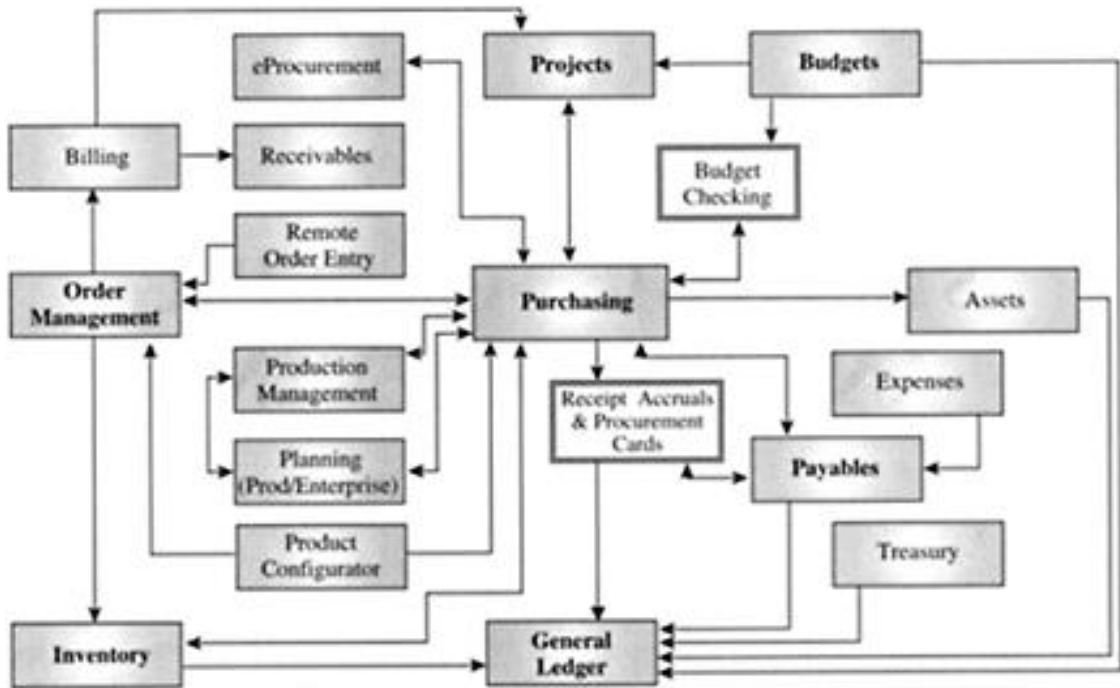 eProcurement
Projects
Budgets
Billing
Receivables
Budget
Checking
Remote
Order Entry
Order
Management
Purchasing
Assets
Production
Management
Receipt Accruals
& Procurement
Cards
Expenses
Planning
(Prod/Enterprise)
Payables
Product
Configurator
Treasury
Inventory
General
Ledger